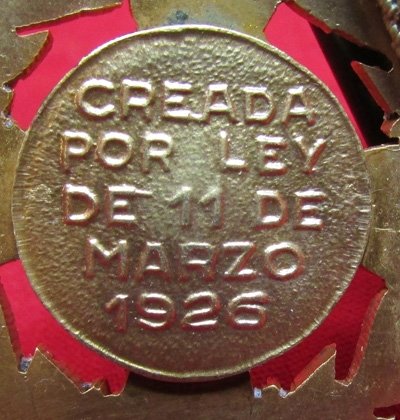 CREADA
POR LEY
DE 11 DE
MARZO
1926